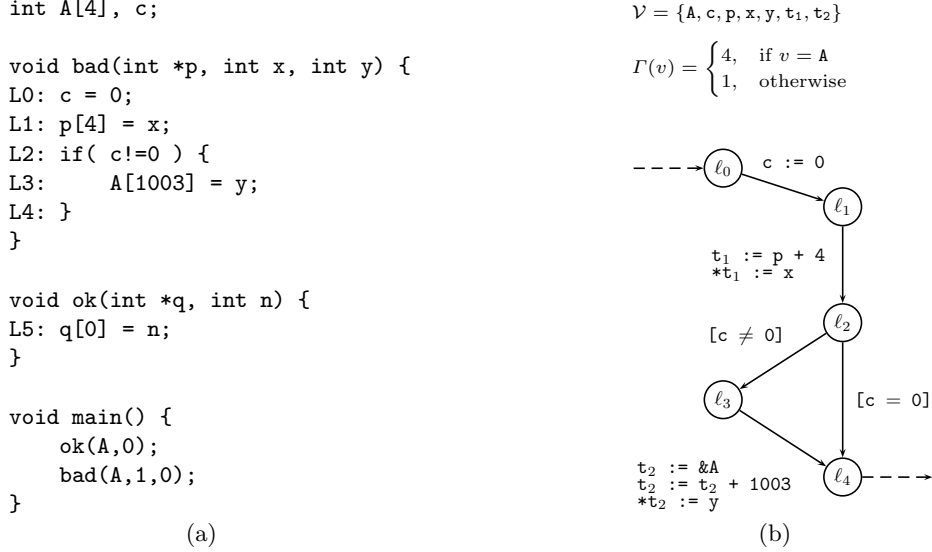 int A[4], c;
void bad(int *p, int x, int y) {
L0: c = 0;
L1: p[4] = x;
L2: if( c!=0 ) {
L3:     A[1003] = y;
L4: }
}
void ok(int *q, int n) {
L5: q[0] = n;
}
void main() {
    ok(A,0);
    bad(A,1,0);
}
(a)
𝒱 = {A, c, p, x, y, t₁, t₂}
Γ(v) = { 4, if v = A
1, otherwise
ℓ₀
c := 0
ℓ₁
t₁ := p + 4
*t₁ := x
ℓ₂
[c ≠ 0]
ℓ₃
[c = 0]
t₂ := &A
t₂ := t₂ + 1003
*t₂ := y
ℓ₄
(b)